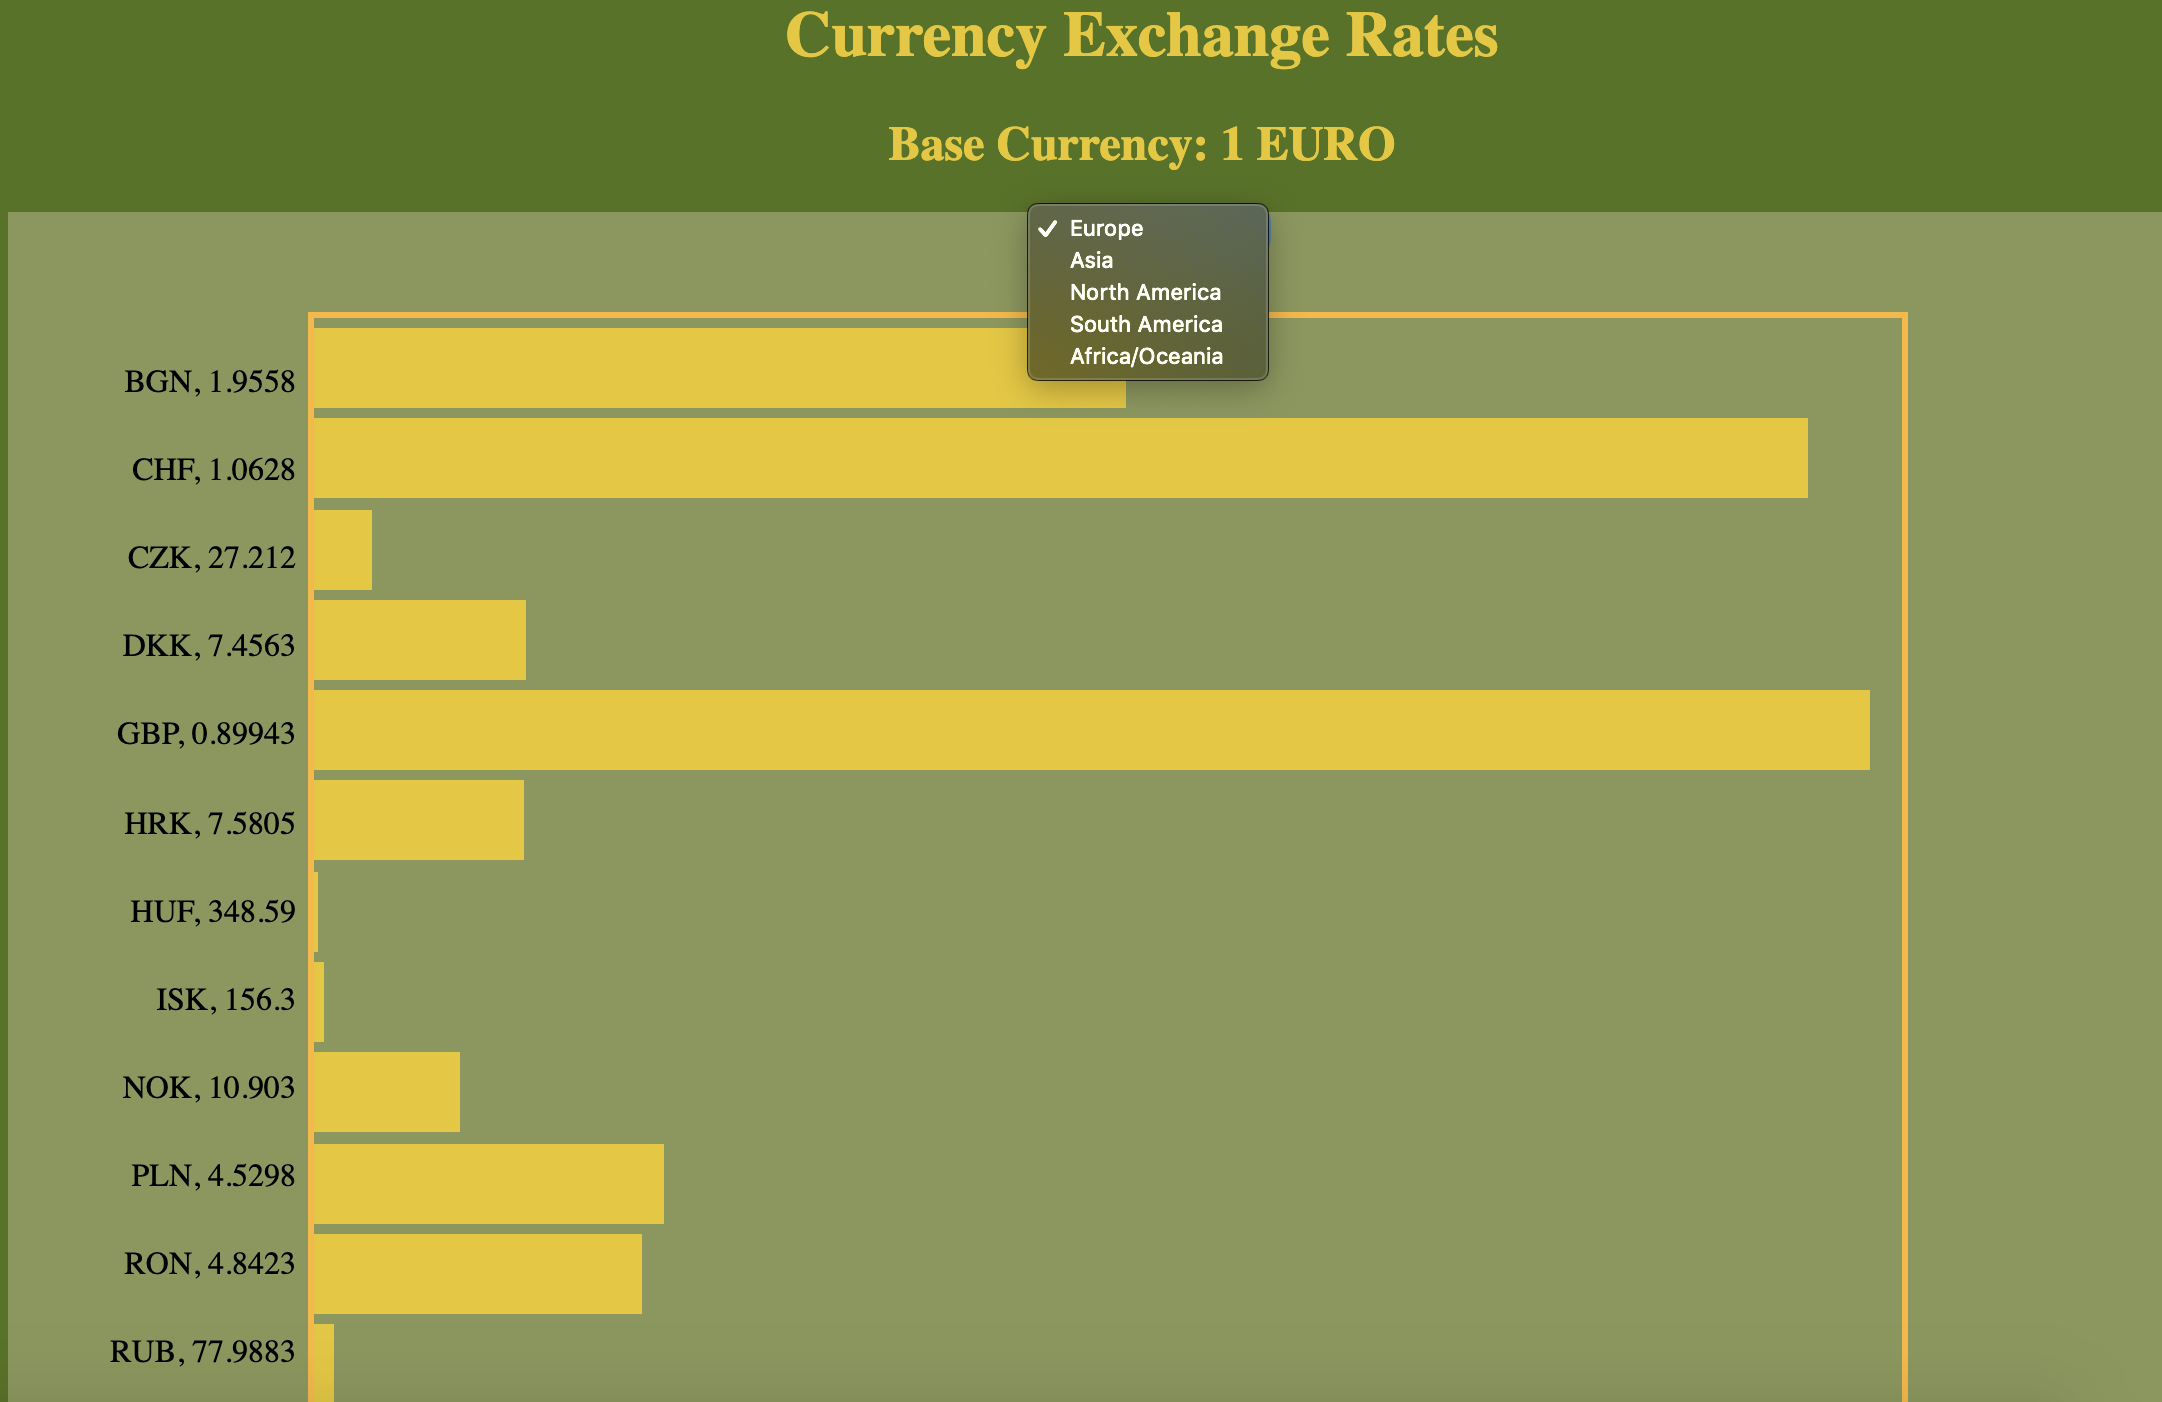 Currency Exchange Rates
Base Currency: 1 EURO
✓ Europe
Asia
North America
South America
Africa/Oceania
BGN, 1.9558
CHF, 1.0628
CZK, 27.212
DKK, 7.4563
GBP, 0.89943
HRK, 7.5805
HUF, 348.59
ISK, 156.3
NOK, 10.903
PLN, 4.5298
RON, 4.8423
RUB, 77.9883